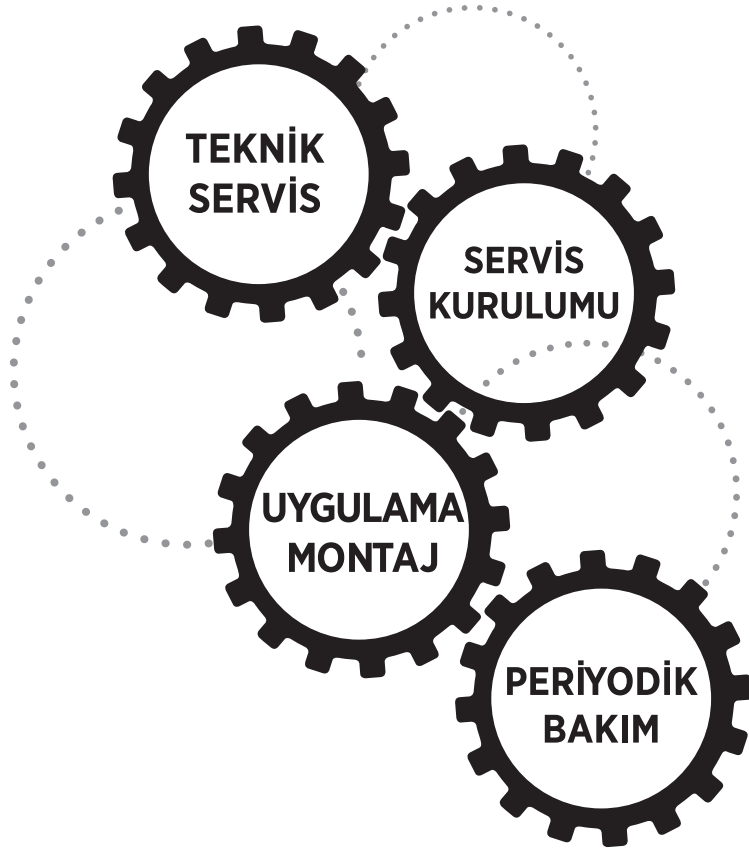 TEKNİK
SERVİS
SERVİS
KURULUMU
UYGULAMA
MONTAJ
PERİYODİK
BAKIM